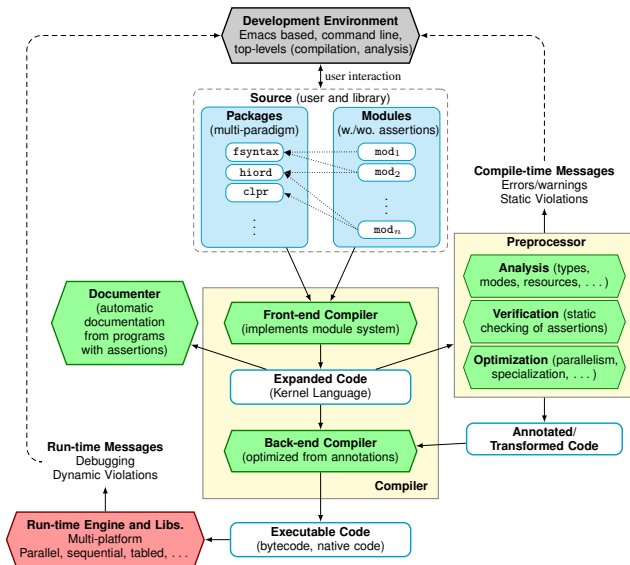 Development Environment
Emacs based, command line,
top-levels (compilation, analysis)
user interaction
Source (user and library)
Packages
(multi-paradigm)
fsyntax
hiord
clpr
⋮
Modules
(w./wo. assertions)
mod₁
mod₂
⋮
modₙ
Compile-time Messages
Errors/warnings
Static Violations
Preprocessor
Analysis (types,
modes, resources, . . . )
Verification (static
checking of assertions)
Optimization (parallelism,
specialization, . . . )
Documenter
(automatic
documentation
from programs
with assertions)
Front-end Compiler
(implements module system)
Expanded Code
(Kernel Language)
Back-end Compiler
(optimized from annotations)
Compiler
Annotated/
Transformed Code
Run-time Messages
Debugging
Dynamic Violations
Run-time Engine and Libs.
Multi-platform
Parallel, sequential, tabled, . . .
Executable Code
(bytecode, native code)